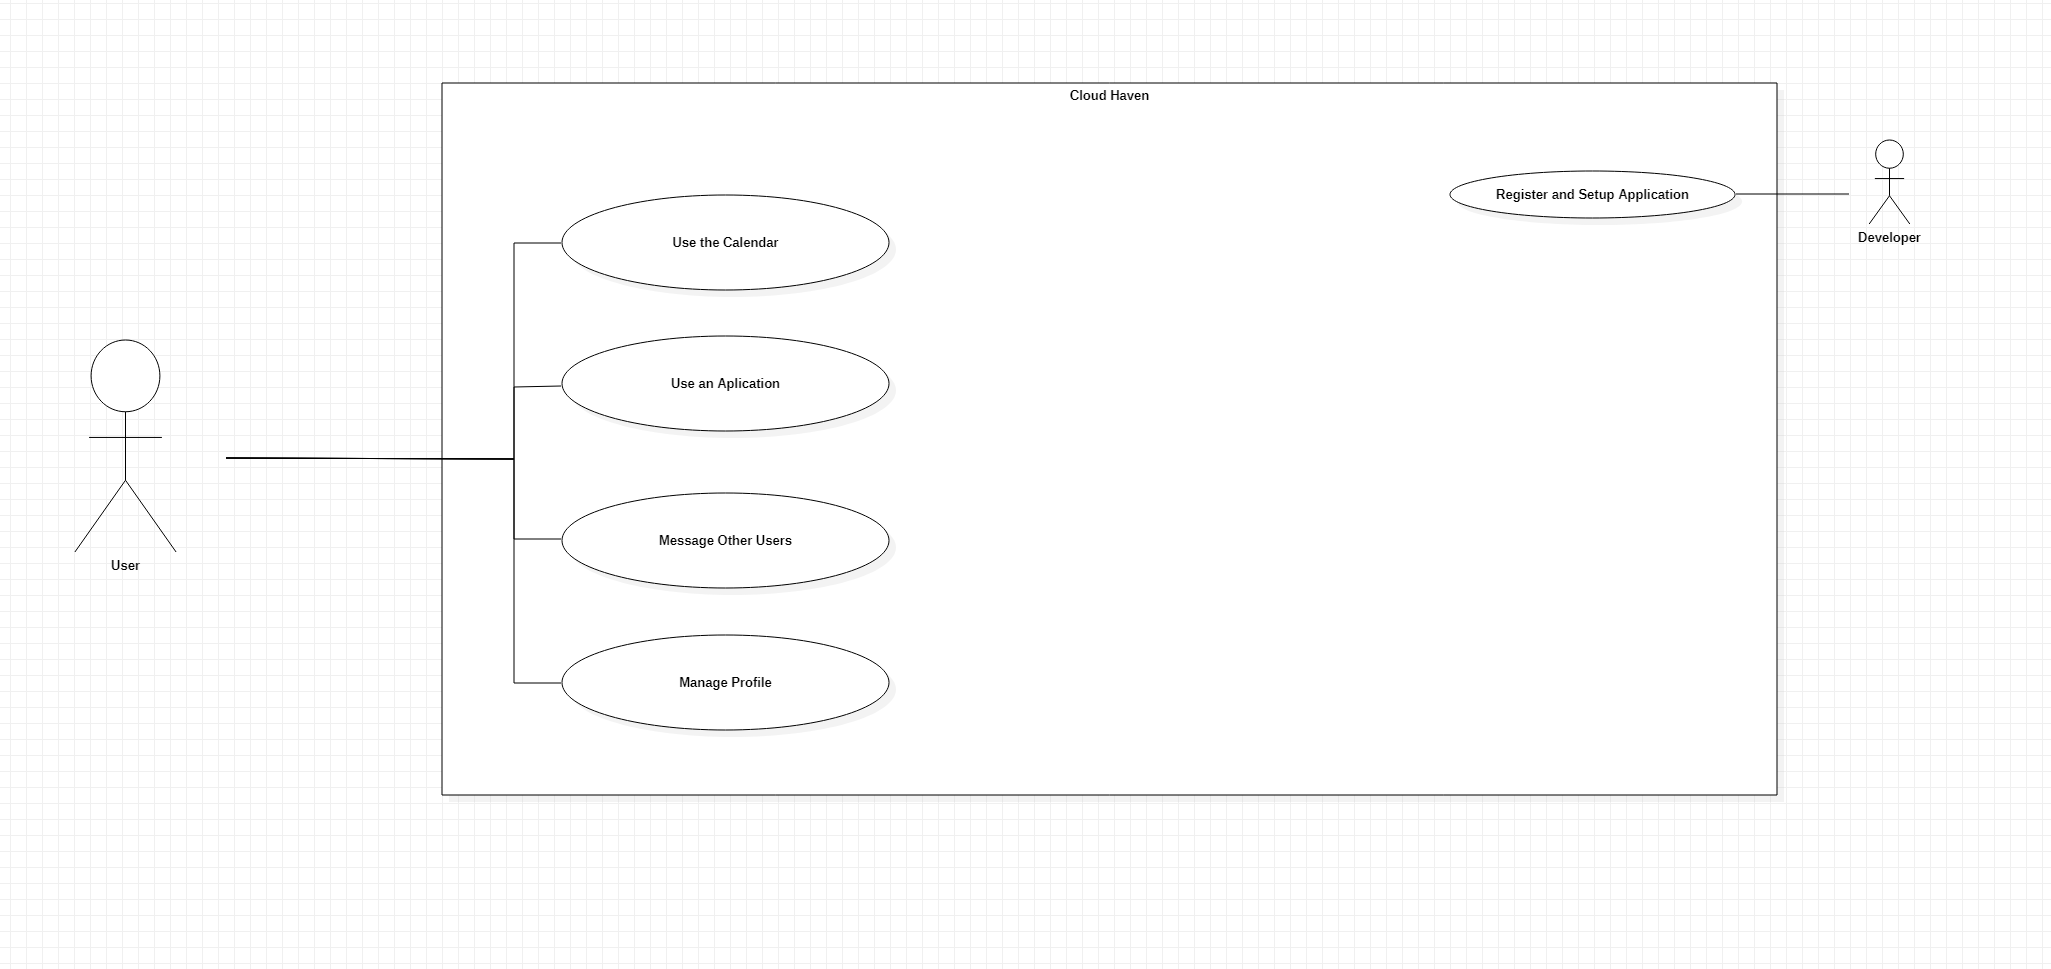 Cloud Haven
Register and Setup Application
Developer
Use the Calendar
Use an Aplication
Message Other Users
User
Manage Profile